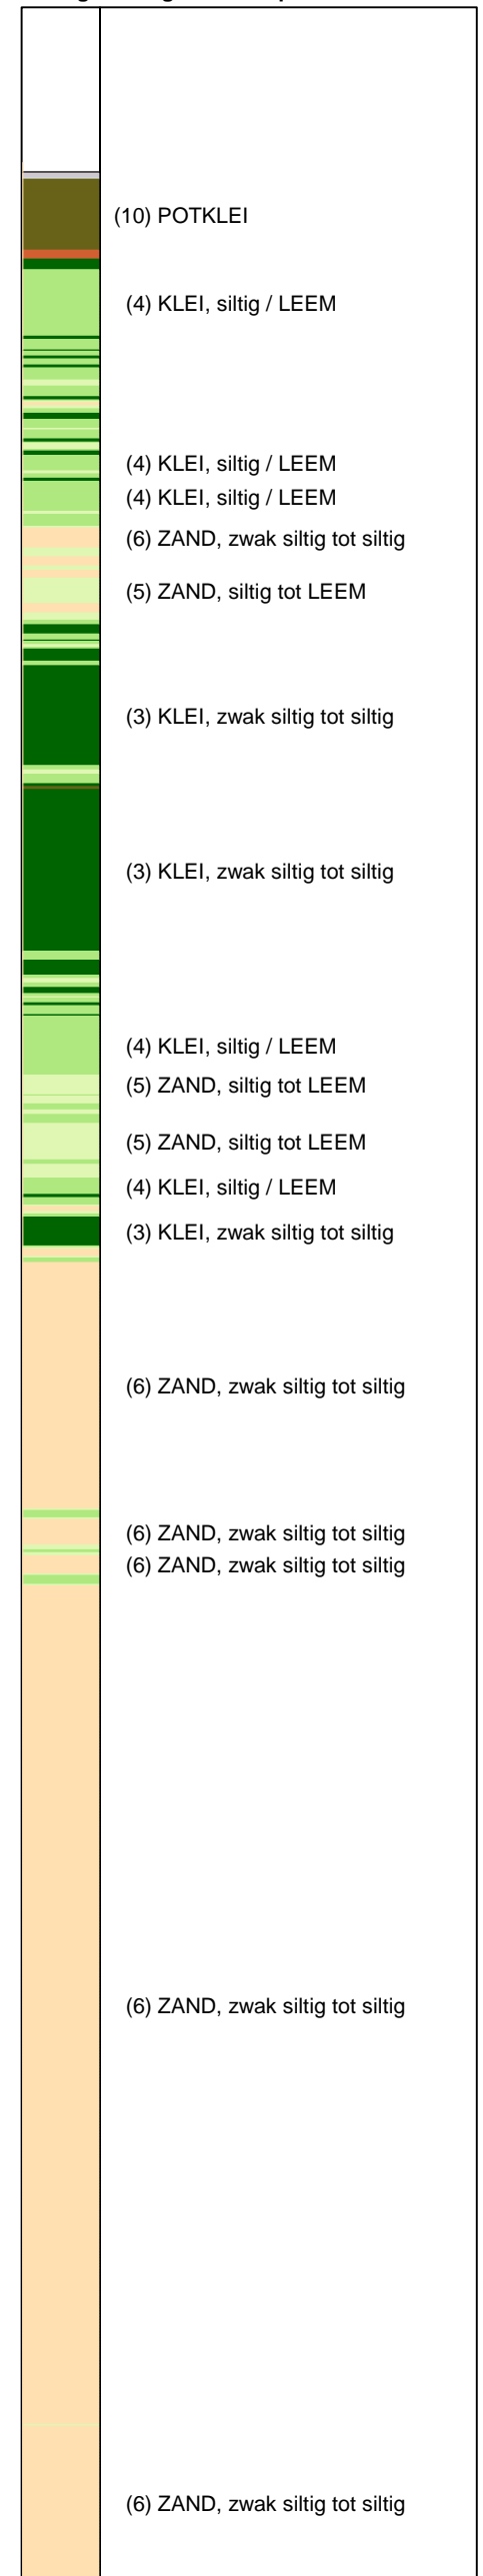 (10) POTKLEI
(4) KLEI, siltig / LEEM
(4) KLEI, siltig / LEEM
(4) KLEI, siltig / LEEM
(6) ZAND, zwak siltig tot siltig
(5) ZAND, siltig tot LEEM
(3) KLEI, zwak siltig tot siltig
(3) KLEI, zwak siltig tot siltig
(4) KLEI, siltig / LEEM
(5) ZAND, siltig tot LEEM
(5) ZAND, siltig tot LEEM
(4) KLEI, siltig / LEEM
(3) KLEI, zwak siltig tot siltig
(6) ZAND, zwak siltig tot siltig
(6) ZAND, zwak siltig tot siltig
(6) ZAND, zwak siltig tot siltig
(6) ZAND, zwak siltig tot siltig
(6) ZAND, zwak siltig tot siltig